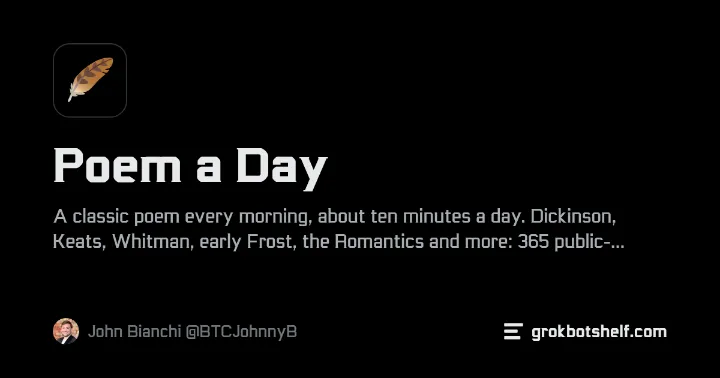 Poem a Day
A classic poem every morning, about ten minutes a day. Dickinson,
Keats, Whitman, early Frost, the Romantics and more: 365 public-...
John Bianchi @BTCJohnnyB
grokbotshelf.com